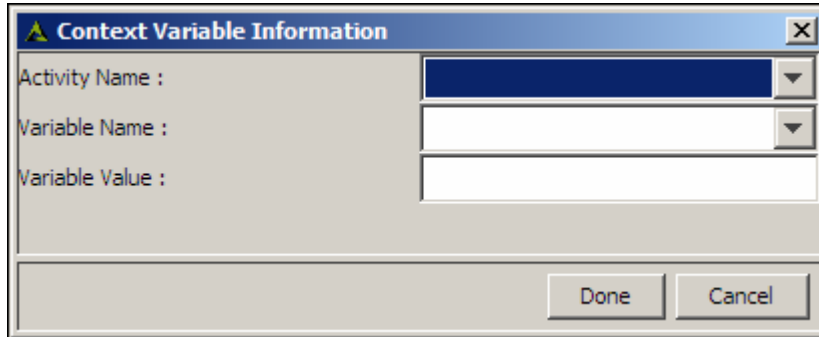 Context Variable Information
Activity Name :
Variable Name :
Variable Value :
Done Cancel